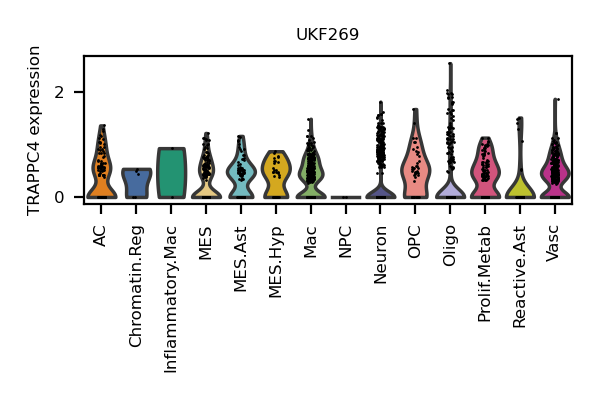 UKF269
TRAPPC4 expression
2
0
AC
Chromatin.Reg
Inflammatory.Mac
MES
MES.Ast
MES.Hyp
Mac
NPC
Neuron
OPC
Oligo
Prolif.Metab
Reactive.Ast
Vasc